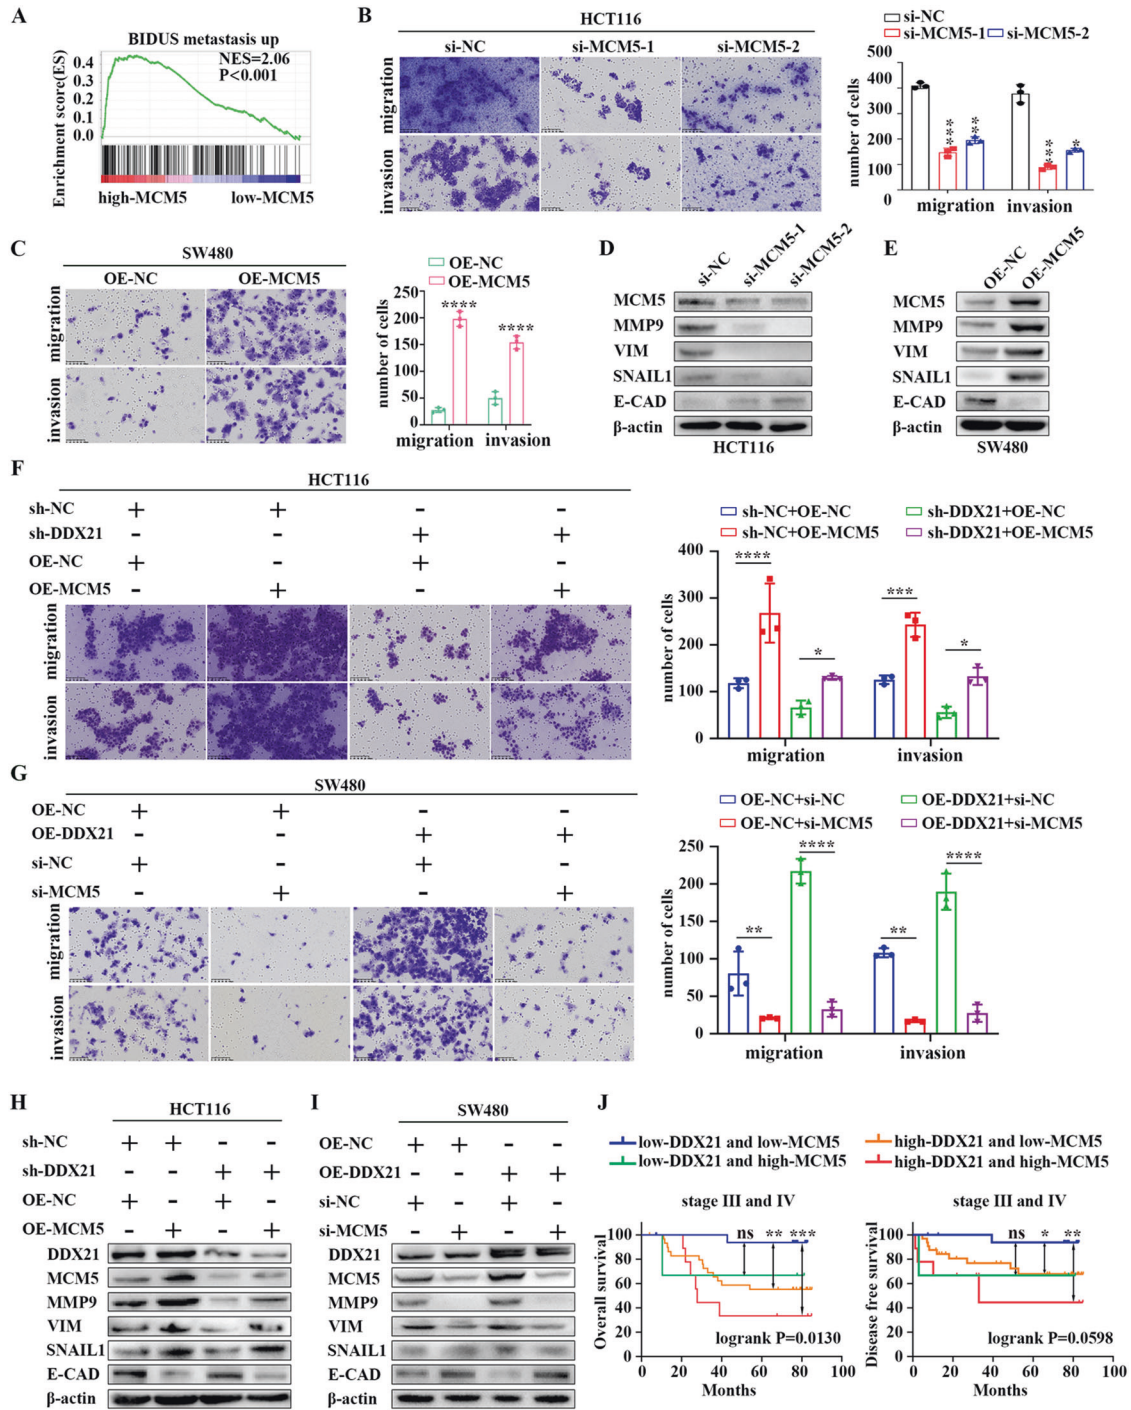 A
BIDUS metastasis up
NES=2.06
P<0.001
Enrichment score(ES)
0.4
0.3
0.2
0.1
0.0
high-MCM5 low-MCM5
B
HCT116
si-NC si-MCM5-1 si-MCM5-2
migration
invasion
si-NC
si-MCM5-1 si-MCM5-2
number of cells
500
400
300
200
100
0
*** *** *** *
migration invasion
C
SW480
OE-NC OE-MCM5
migration
invasion
OE-NC
OE-MCM5
number of cells
250
200
150
100
50
0
**** ****
migration invasion
D
si-NC si-MCM5-1 si-MCM5-2
MCM5
MMP9
VIM
SNAIL1
E-CAD
β-actin
HCT116
E
OE-NC OE-MCM5
MCM5
MMP9
VIM
SNAIL1
E-CAD
β-actin
SW480
F
HCT116
sh-NC + + - -
sh-DDX21 - - + +
OE-NC + - + -
OE-MCM5 - + - +
migration
invasion
sh-NC+OE-NC sh-DDX21+OE-NC
sh-NC+OE-MCM5 sh-DDX21+OE-MCM5
number of cells
400
300
200
100
0
**** * *** *
migration invasion
G
SW480
OE-NC + + - -
OE-DDX21 - - + +
si-NC + - + -
si-MCM5 - + - +
migration
invasion
OE-NC+si-NC OE-DDX21+si-NC
OE-NC+si-MCM5 OE-DDX21+si-MCM5
number of cells
250
200
150
100
50
0
** **** ** ****
migration invasion
H
HCT116
sh-NC + + - -
sh-DDX21 - - + +
OE-NC + - + -
OE-MCM5 - + - +
DDX21
MCM5
MMP9
VIM
SNAIL1
E-CAD
β-actin
I
SW480
OE-NC + + - -
OE-DDX21 - - + +
si-NC + - + -
si-MCM5 - + - +
DDX21
MCM5
MMP9
VIM
SNAIL1
E-CAD
β-actin
J
low-DDX21 and low-MCM5 high-DDX21 and low-MCM5
low-DDX21 and high-MCM5 high-DDX21 and high-MCM5
stage III and IV
Overall survival
100
80
60
40
20
0
ns ** ***
logrank P=0.0130
0 20 40 60 80 100
Months
stage III and IV
Disease free survival
100
80
60
40
20
0
ns * **
logrank P=0.0598
0 20 40 60 80 100
Months